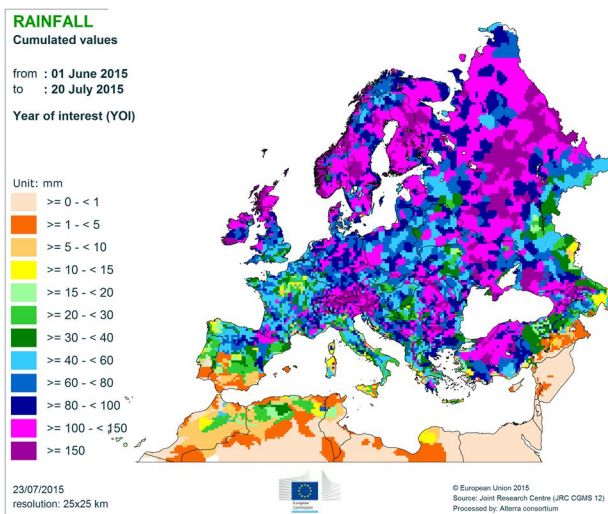 RAINFALL
Cumulated values
from : 01 June 2015
to : 20 July 2015
Year of interest (YOI)
Unit: mm
>= 0 - < 1
>= 1 - < 5
>= 5 - < 10
>= 10 - < 15
>= 15 - < 20
>= 20 - < 30
>= 30 - < 40
>= 40 - < 60
>= 60 - < 80
>= 80 - < 100
>= 100 - < 150
>= 150
23/07/2015
resolution: 25x25 km
European
Commission
© European Union 2015
Source: Joint Research Centre (JRC CGMS 12)
Processed by: Alterra consortium